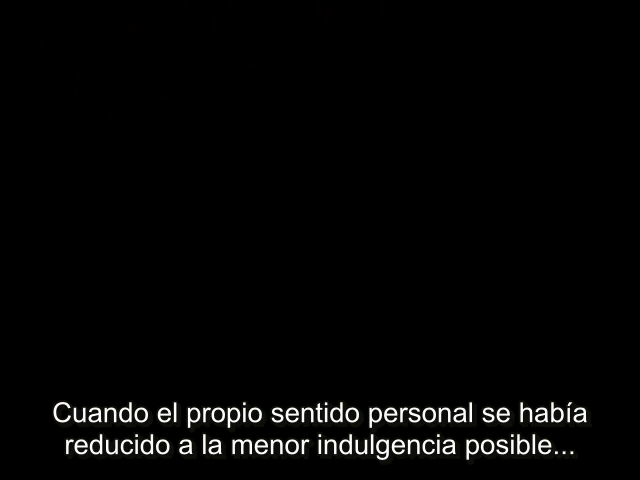 Cuando el propio sentido personal se había
reducido a la menor indulgencia posible...